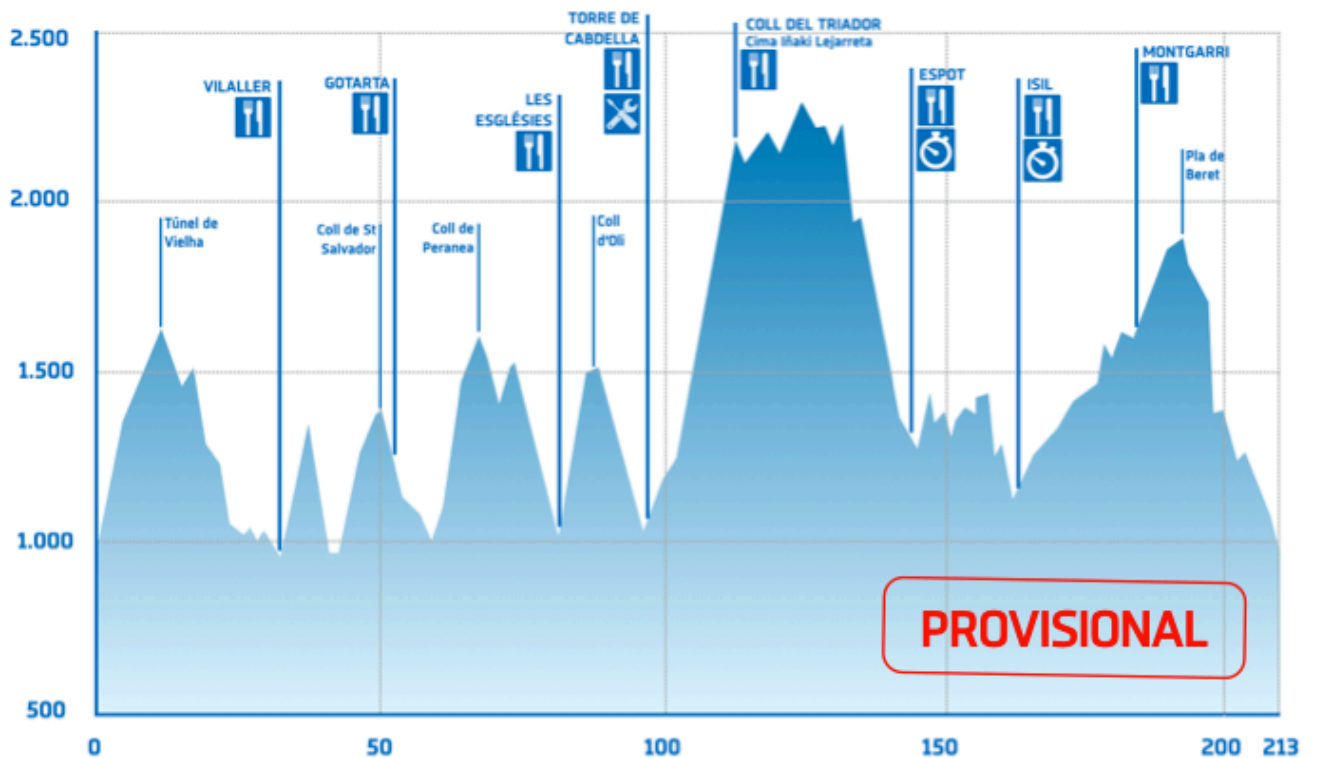 2.500
2.000
1.500
1.000
500
VILALLER
GOTARTA
LES
ESGLÉSIES
TORRE DE
CABDELLA
COLL DEL TRIADOR
Cima Iñaki Lejarreta
ESPOT
ISIL
MONTGARRI
Túnel de
Vielha
Coll de St
Salvador
Coll de
Peranea
Coll
d'Oli
Pla de
Beret
PROVISIONAL
0
50
100
150
200
213